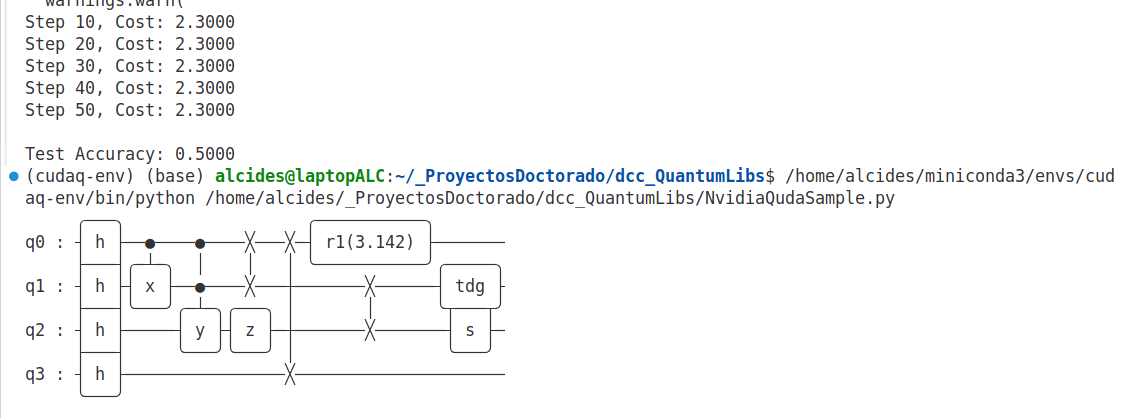 warnings.warn(
Step 10, Cost: 2.3000
Step 20, Cost: 2.3000
Step 30, Cost: 2.3000
Step 40, Cost: 2.3000
Step 50, Cost: 2.3000
Test Accuracy: 0.5000
(cudaq-env) (base) alcides@laptopALC:~/_ProyectosDoctorado/dcc_QuantumLibs$ /home/alcides/miniconda3/envs/cud
aq-env/bin/python /home/alcides/_ProyectosDoctorado/dcc_QuantumLibs/NvidiaQudaSample.py
q0 : h r1(3.142)
q1 : h x tdg
q2 : h y z s
q3 : h